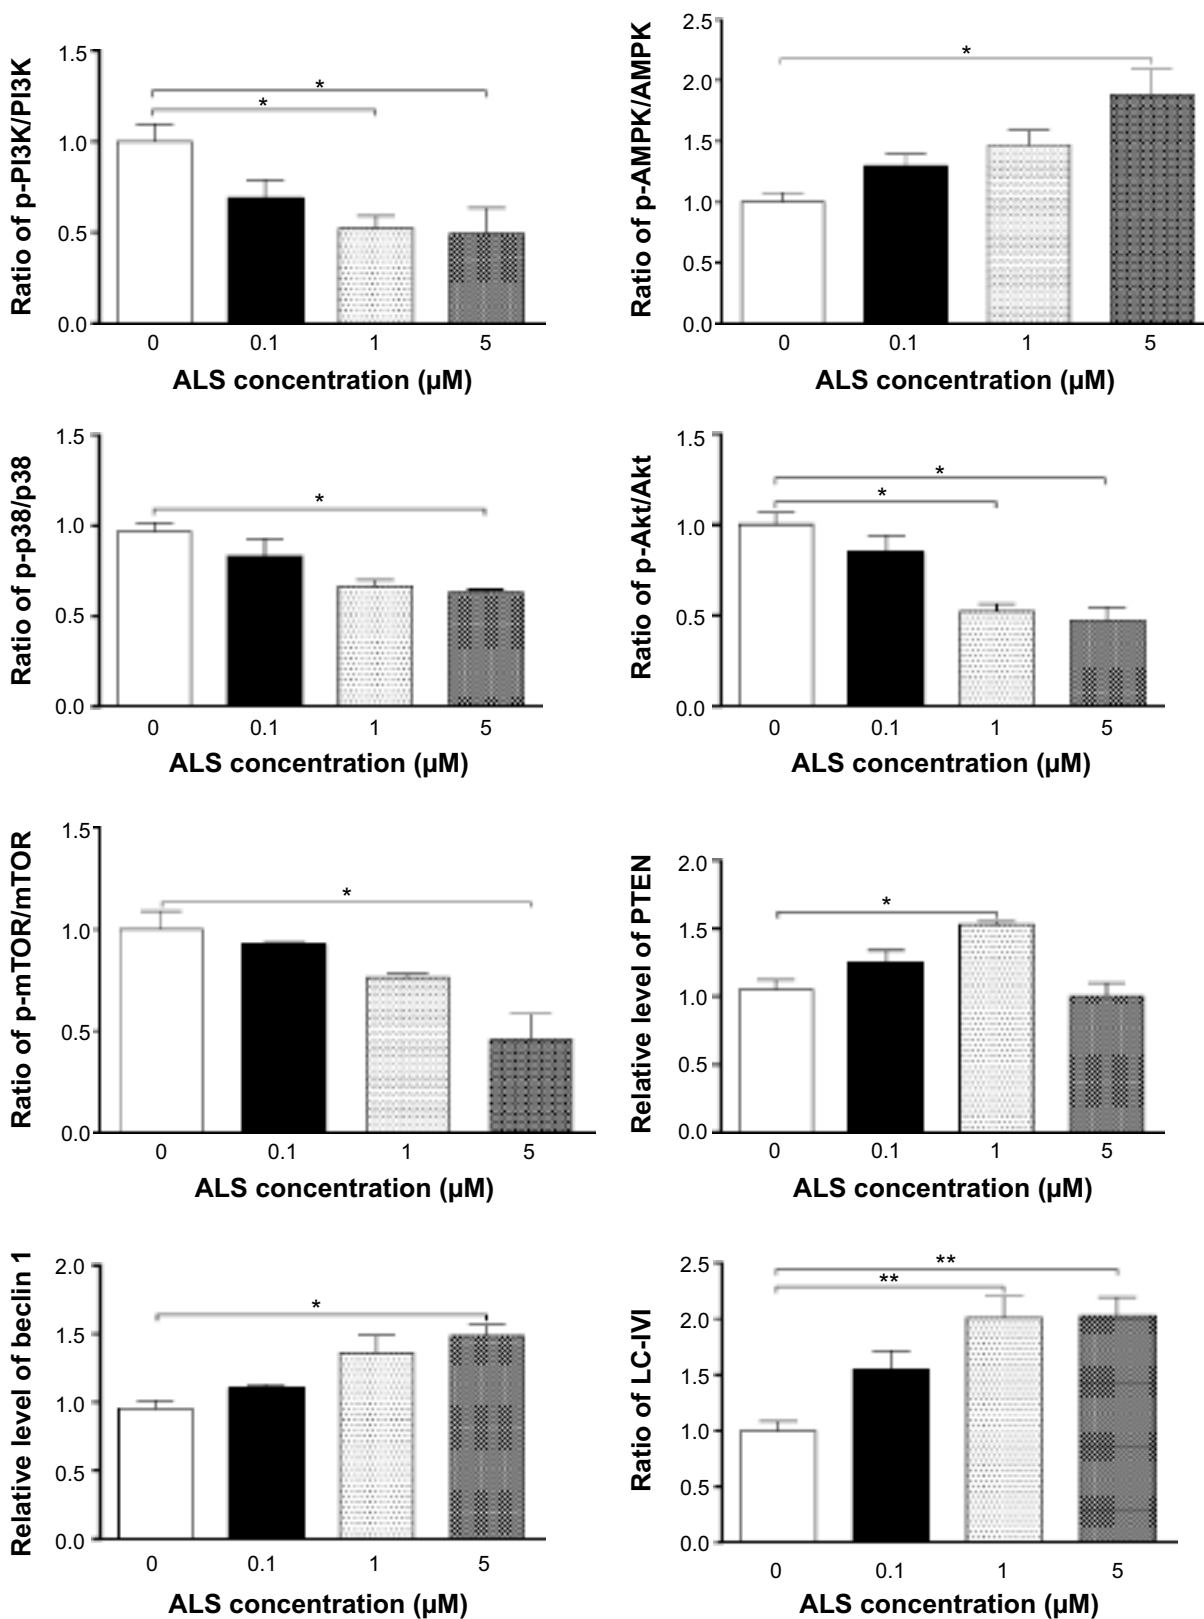 Ratio of p-PI3K/PI3K
1.5
1.0
0.5
0.0
*
*
0 0.1 1 5
ALS concentration (µM)
Ratio of p-AMPK/AMPK
2.5
2.0
1.5
1.0
0.5
0.0
*
0 0.1 1 5
ALS concentration (µM)
Ratio of p-p38/p38
1.5
1.0
0.5
0.0
*
0 0.1 1 5
ALS concentration (µM)
Ratio of p-Akt/Akt
1.5
1.0
0.5
0.0
*
*
0 0.1 1 5
ALS concentration (µM)
Ratio of p-mTOR/mTOR
1.5
1.0
0.5
0.0
*
0 0.1 1 5
ALS concentration (µM)
Relative level of PTEN
2.0
1.5
1.0
0.5
0.0
*
0 0.1 1 5
ALS concentration (µM)
Relative level of beclin 1
2.0
1.5
1.0
0.5
0.0
*
0 0.1 1 5
ALS concentration (µM)
Ratio of LC-IVI
2.5
2.0
1.5
1.0
0.5
0.0
**
**
0 0.1 1 5
ALS concentration (µM)